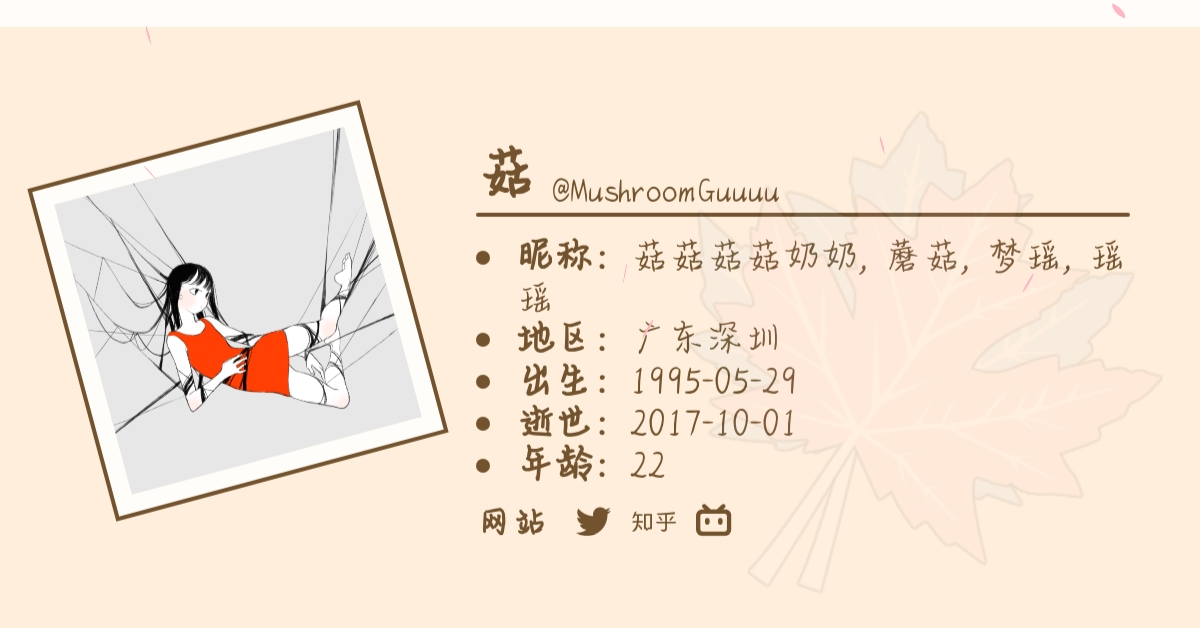 菇 @MushroomGuuuu
昵称： 菇菇菇菇奶奶, 蘑菇, 梦瑶, 瑶
瑶
地区： 广东深圳
出生： 1995-05-29
逝世： 2017-10-01
年龄： 22
网站 知乎